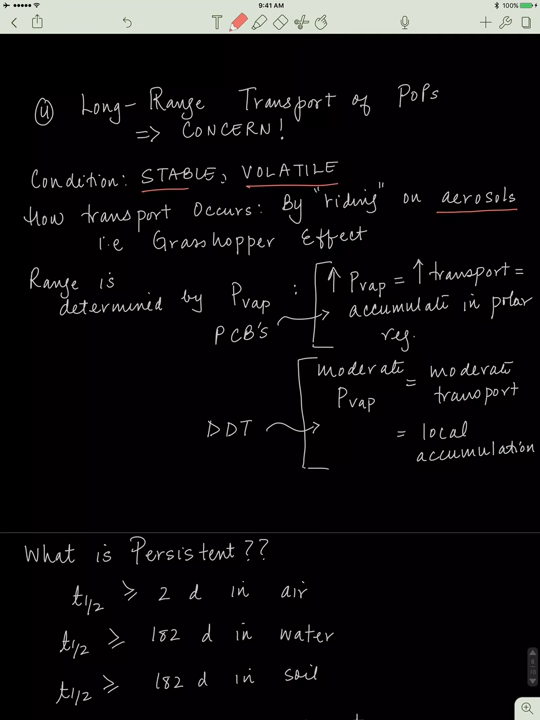 9:41 AM
100%
④ Long-Range Transport of POPs
=> CONCERN!
Condition: STABLE, VOLATILE
How transport Occurs: By "riding" on aerosols
i.e Grasshopper Effect
Range is
determined by Pvap :
↑ Pvap = ↑ transport =
accumulati in polar
reg.
PCB's
moderate Pvap = moderate transport
= local accumulation
DDT
What is Persistent??
t1/2 ≥ 2 d in air
t1/2 ≥ 182 d in water
t1/2 ≥ 182 d in soil